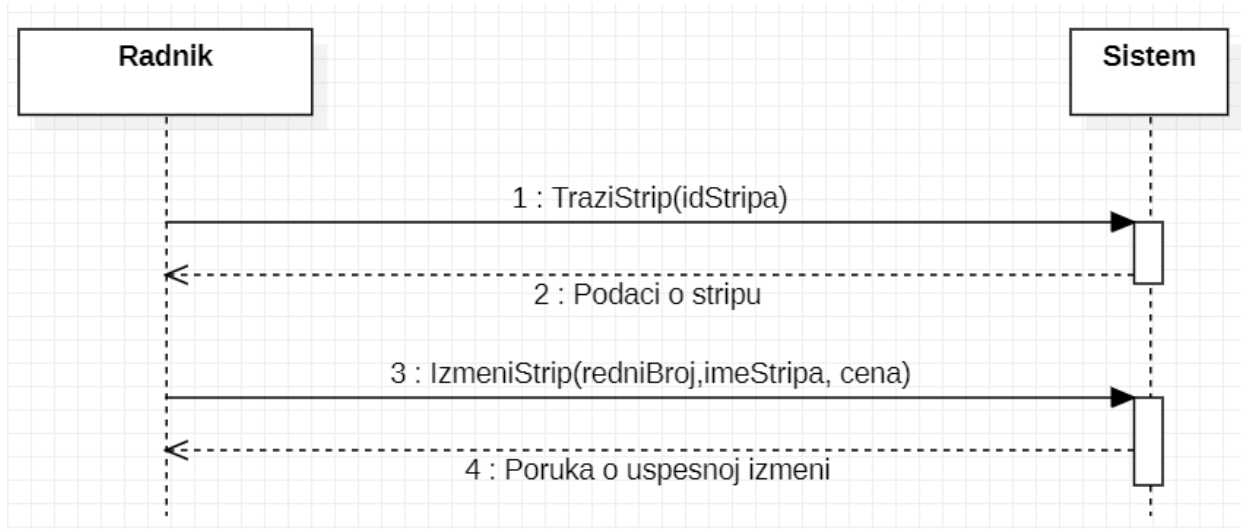 Radnik
Sistem
1 : TraziStrip(idStripa)
2 : Podaci o stripu
3 : IzmeniStrip(redniBroj,imeStripa, cena)
4 : Poruka o uspesnoj izmeni